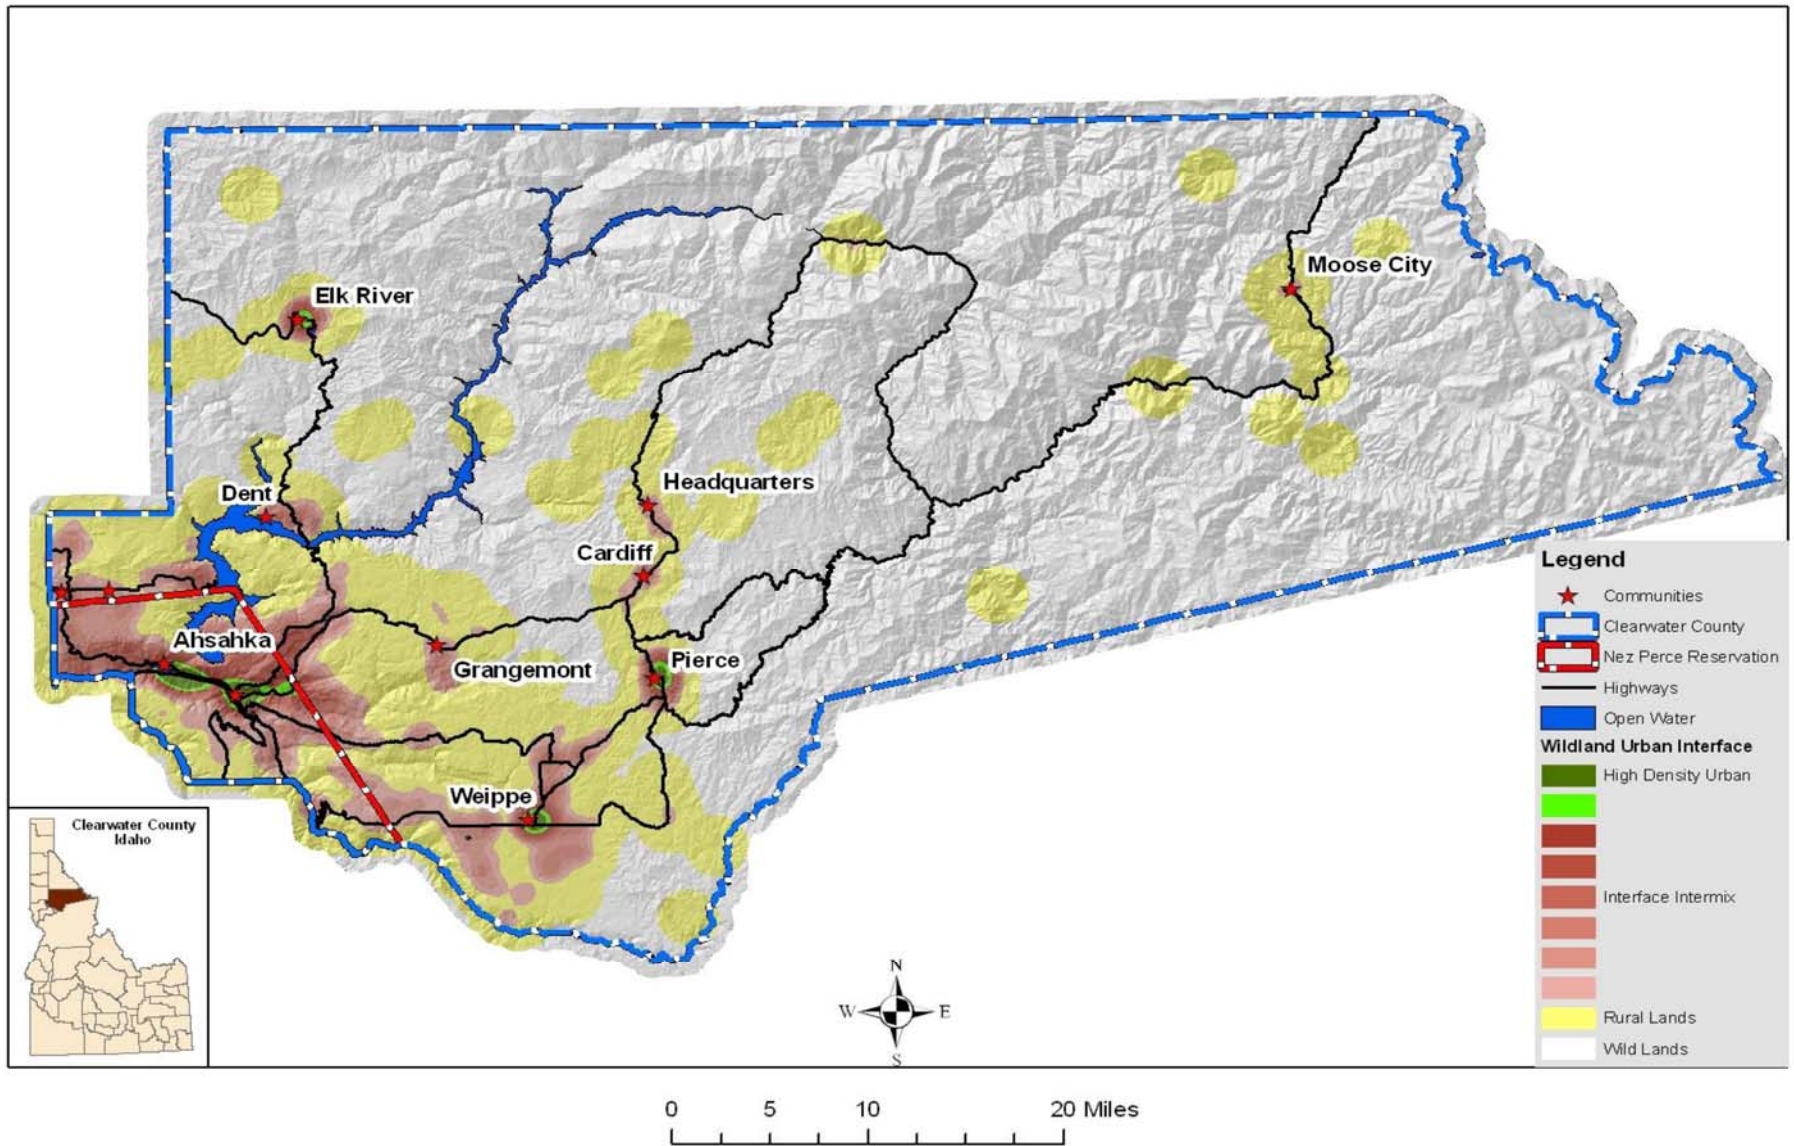 Elk River
Moose City
Dent
Headquarters
Cardiff
Ahsahka
Grangemont
Pierce
Weippe
Legend
Communities
Clearwater County
Nez Perce Reservation
Highways
Open Water
Wildland Urban Interface
High Density Urban
Interface Intermix
Rural Lands
Wild Lands
Clearwater County
Idaho
N
W E
S
0 5 10 20 Miles